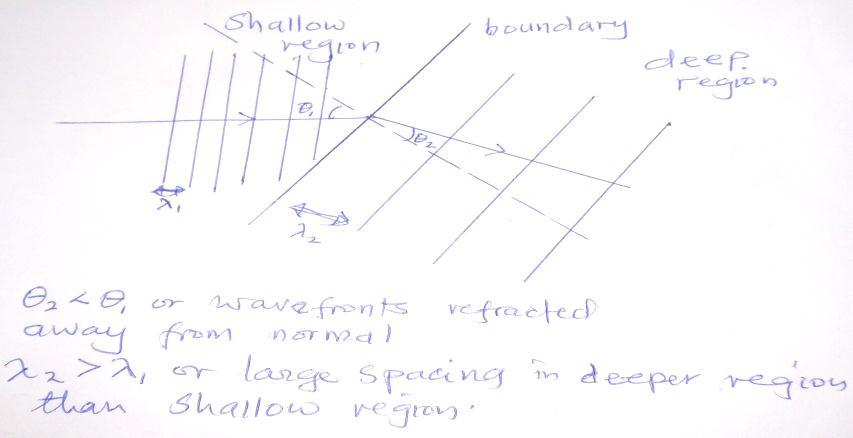 Shallow
region
boundary
deep.
region
θ₁
θ₂
λ₁
λ₂
θ₂ < θ₁ or wavefronts refracted
away from normal
λ₂ > λ₁ or large spacing in deeper region
than shallow region.